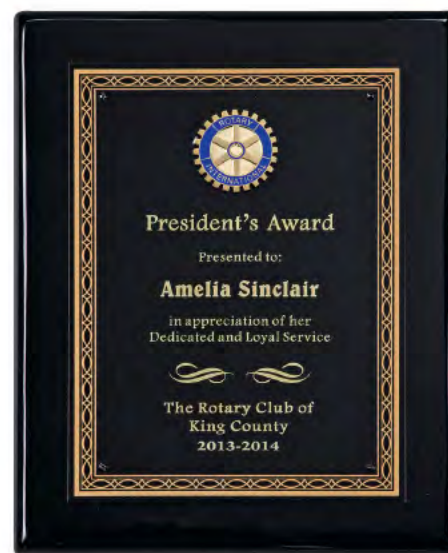 ROTARY
INTERNATIONAL
President's Award
Presented to:
Amelia Sinclair
in appreciation of her
Dedicated and Loyal Service
The Rotary Club of
King County
2013-2014